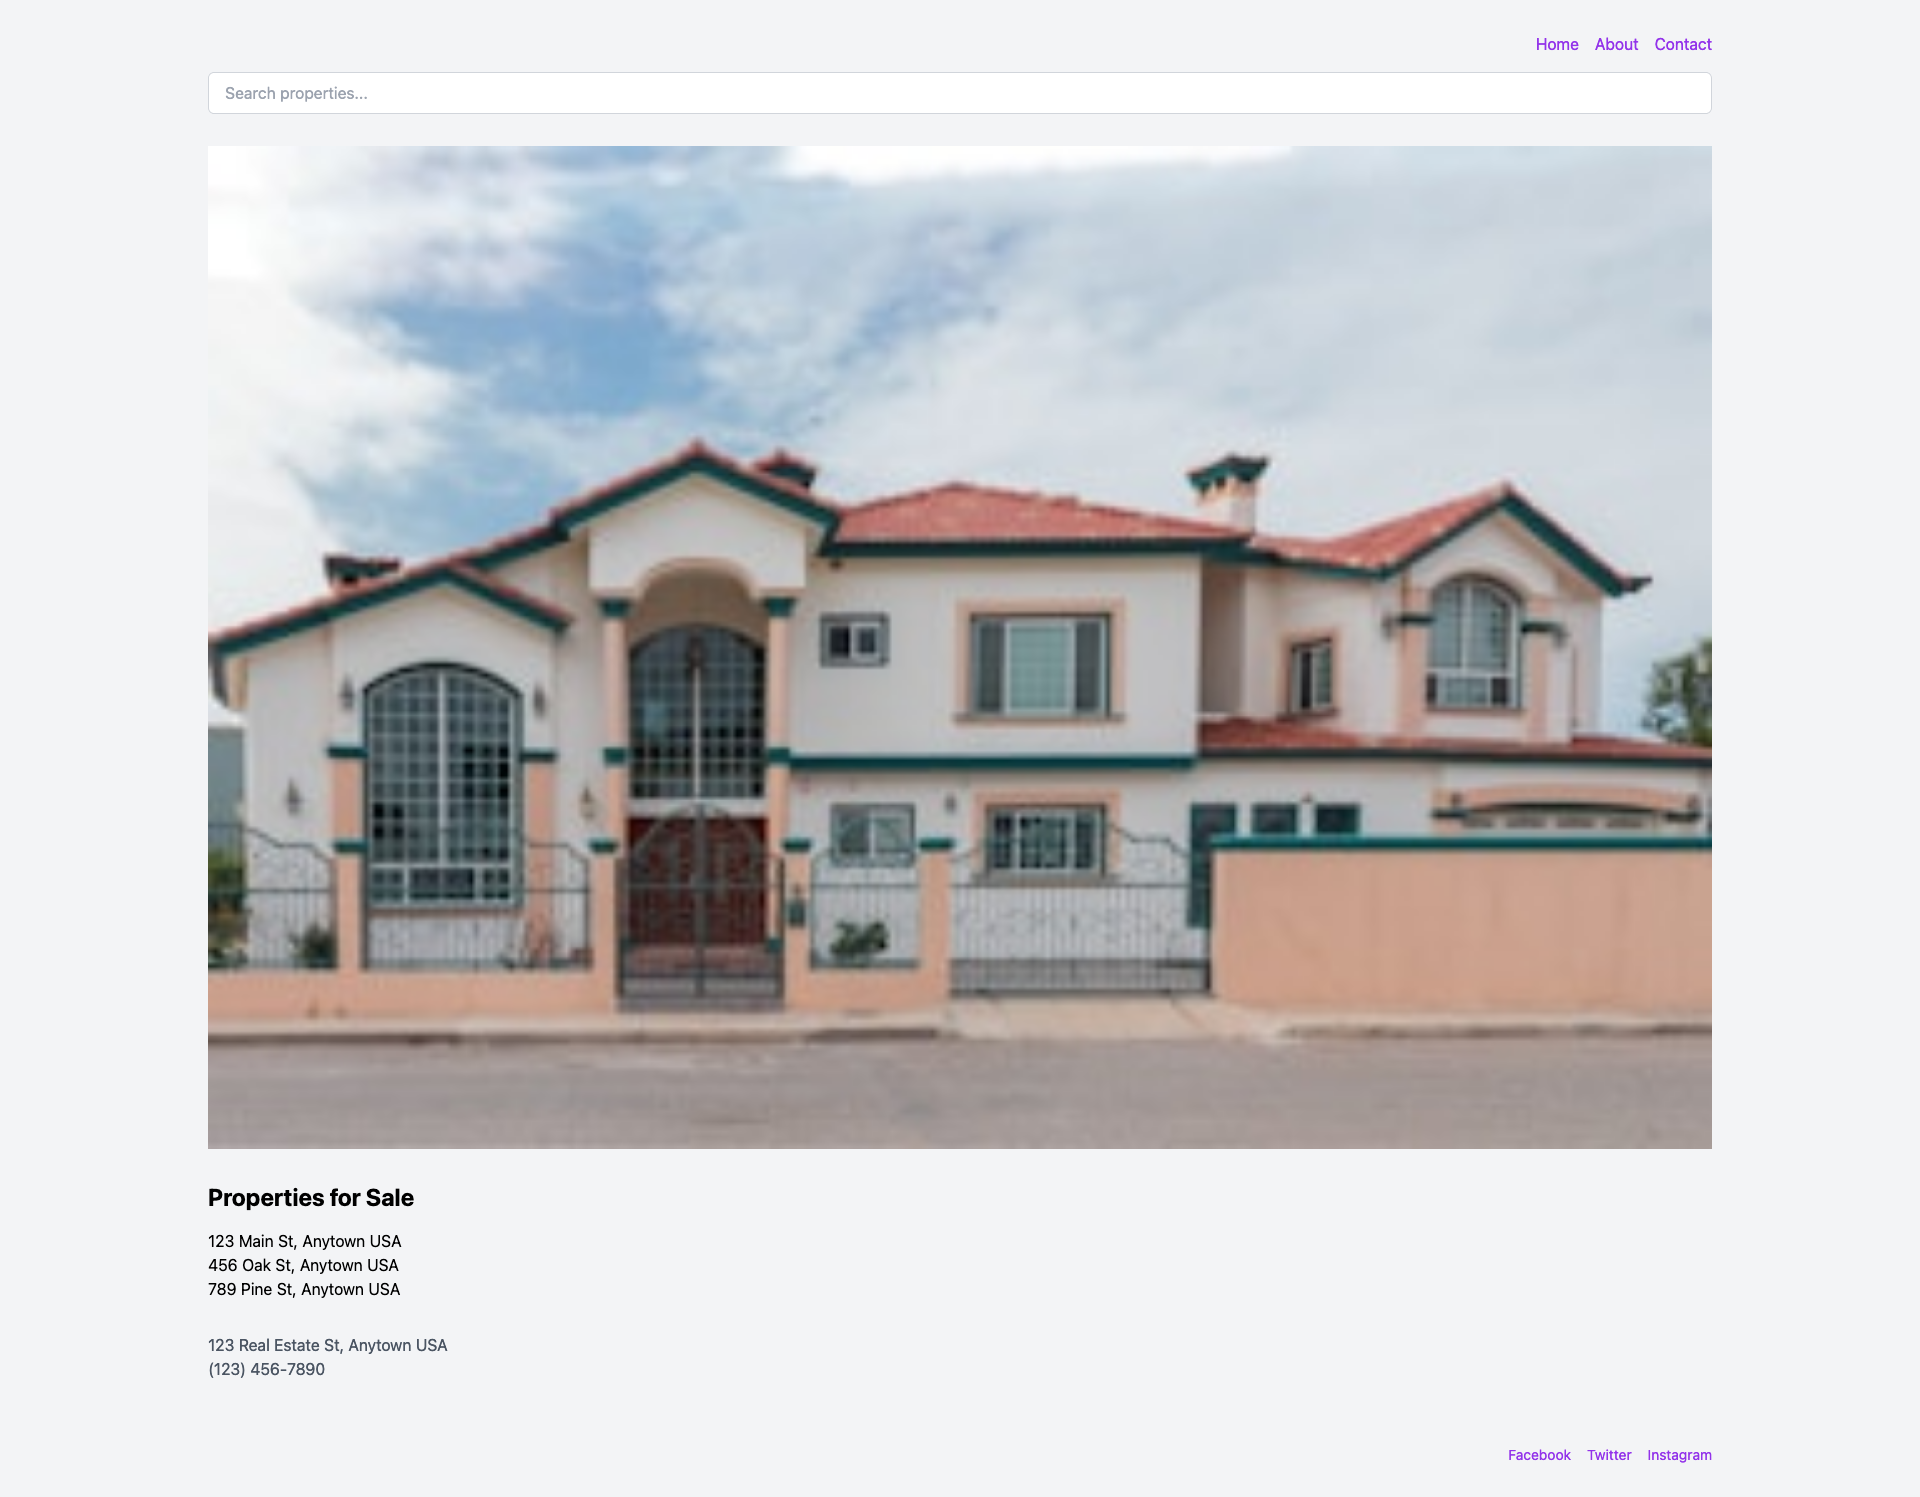 Home About Contact
Search properties...
Properties for Sale
123 Main St, Anytown USA
456 Oak St, Anytown USA
789 Pine St, Anytown USA
123 Real Estate St, Anytown USA
(123) 456-7890
Facebook Twitter Instagram